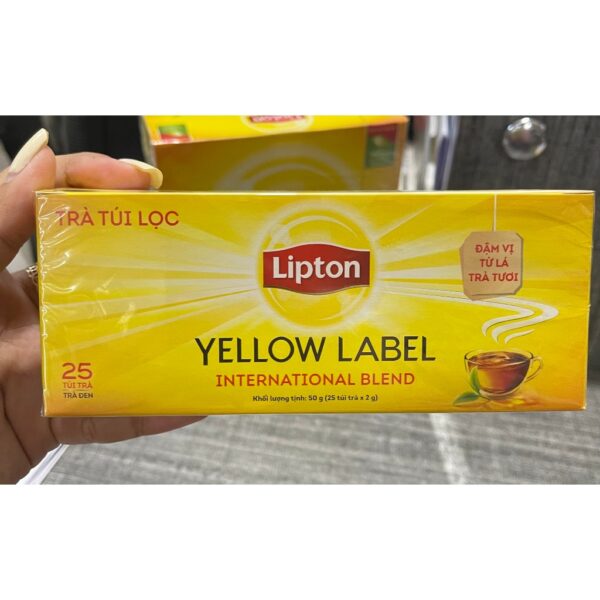 TRÀ TÚI LỌC
Lipton
ĐẬM VỊ
TỪ LÁ
TRÀ TƯƠI
YELLOW LABEL
INTERNATIONAL BLEND
25
TÚI TRÀ
TRÀ ĐEN
Khối lượng tịnh: 50 g (25 túi trà x 2 g)